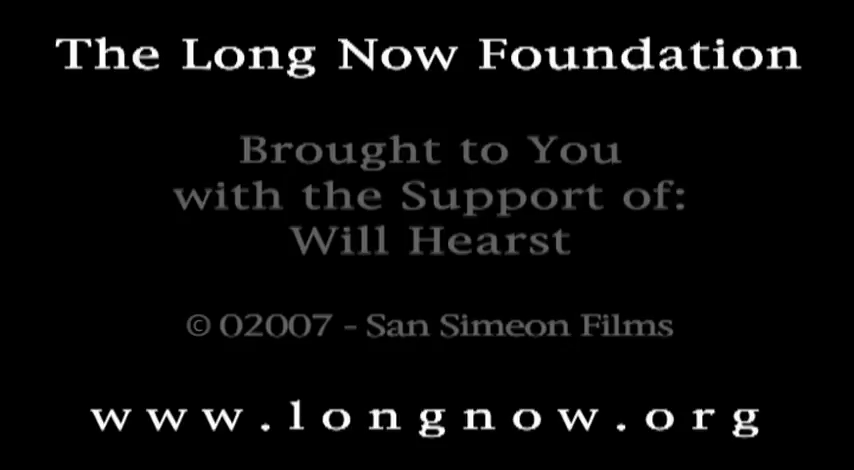 The Long Now Foundation
Brought to You
with the Support of:
Will Hearst
© 02007 - San Simeon Films
www.longnow.org